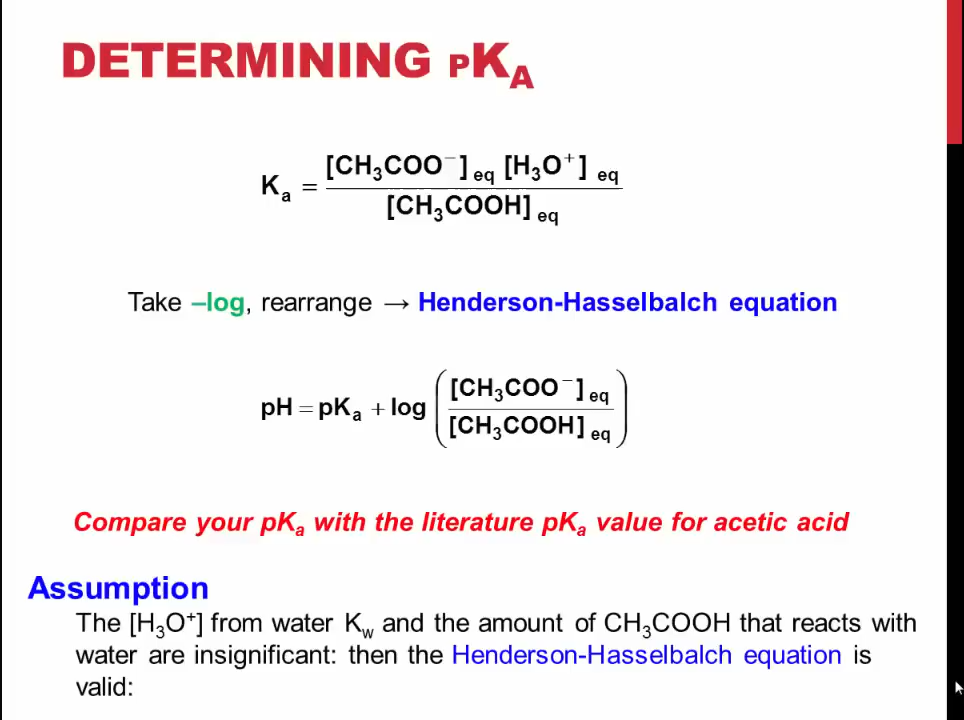 DETERMINING PKA
Ka = [CH3COO−] eq [H3O+] eq / [CH3COOH] eq
Take –log, rearrange → Henderson-Hasselbalch equation
pH = pKa + log ( [CH3COO−] eq / [CH3COOH] eq )
Compare your pKa with the literature pKa value for acetic acid
Assumption
The [H3O+] from water Kw and the amount of CH3COOH that reacts with
water are insignificant: then the Henderson-Hasselbalch equation is
valid: